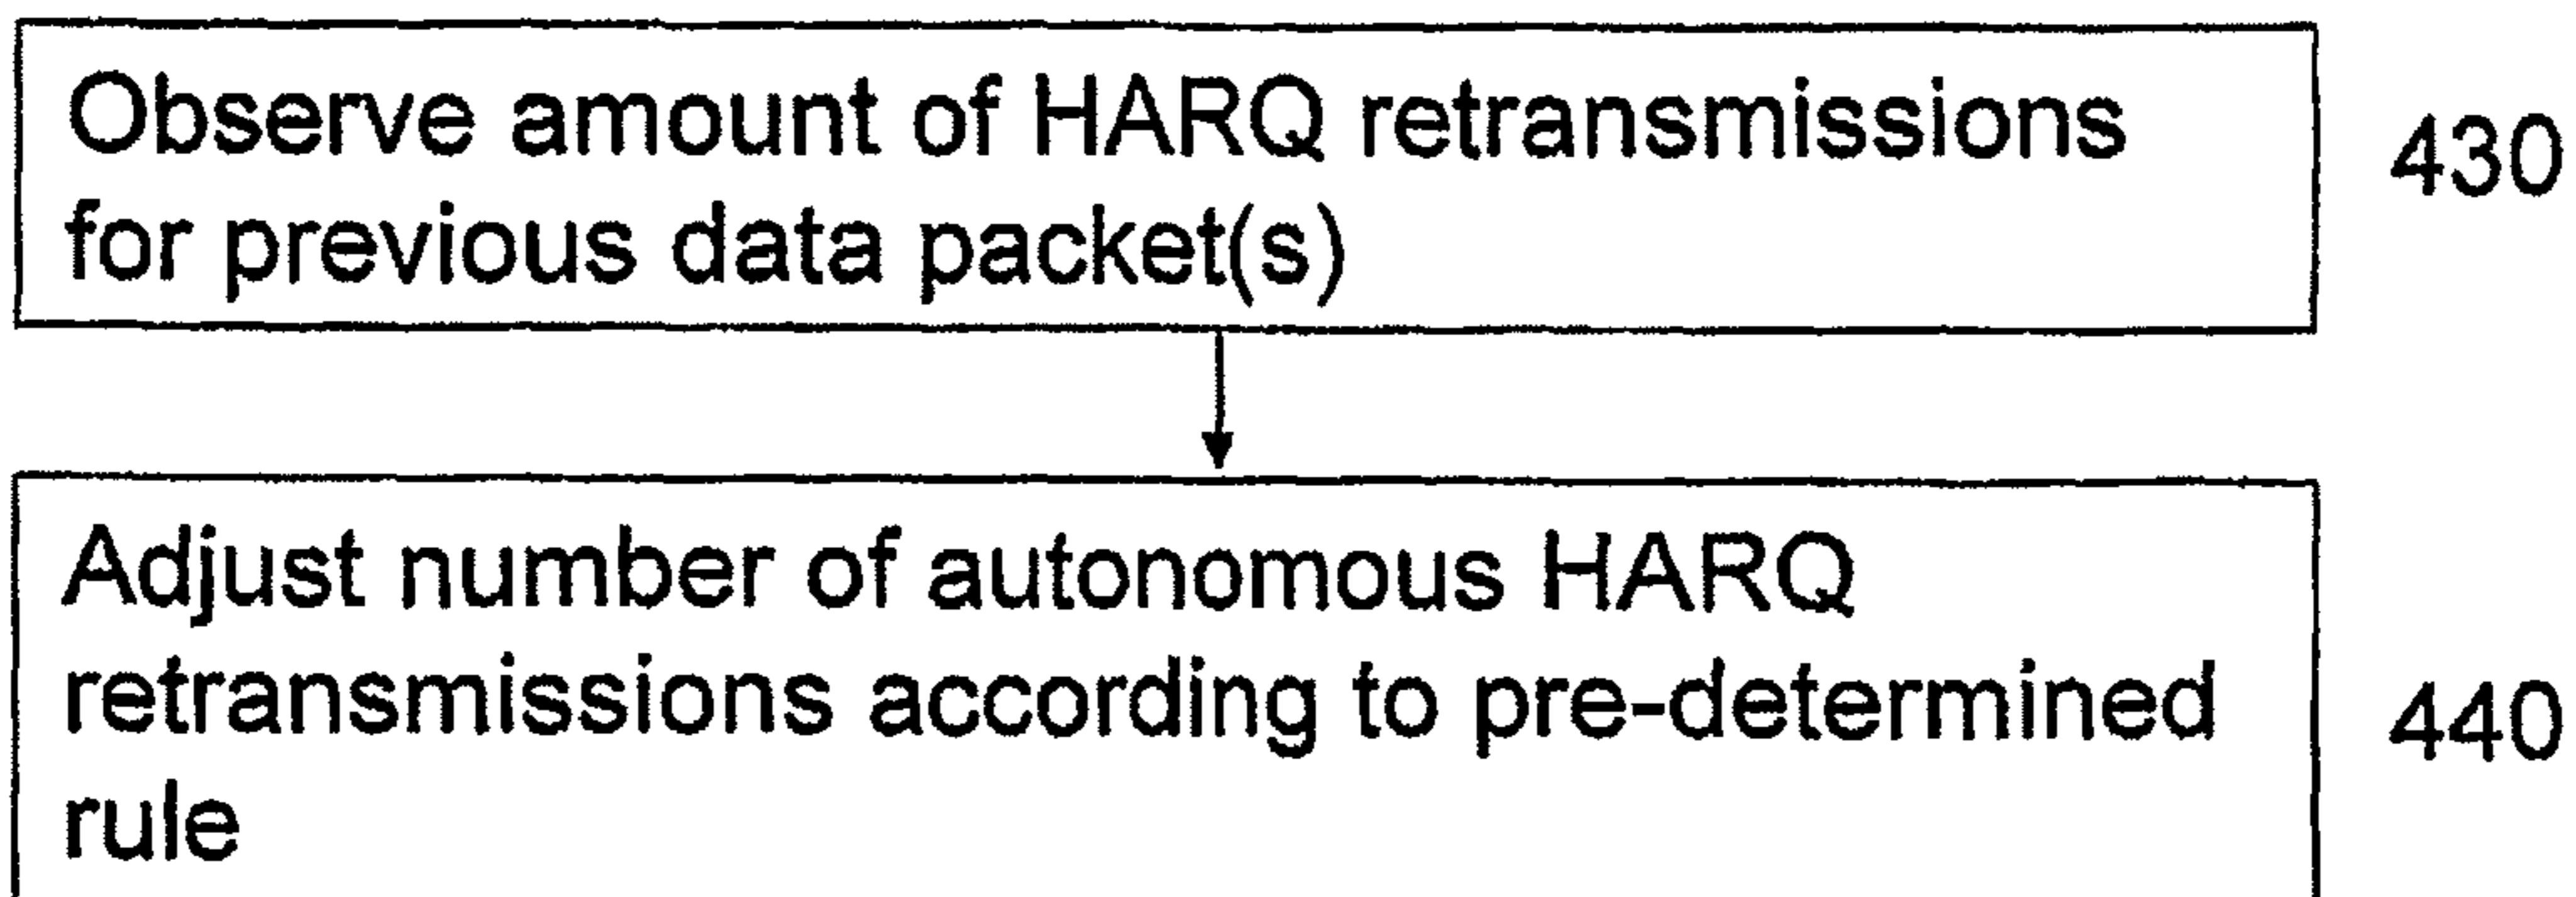 Observe amount of HARQ retransmissions
for previous data packet(s)
430
Adjust number of autonomous HARQ
retransmissions according to pre-determined
rule
440